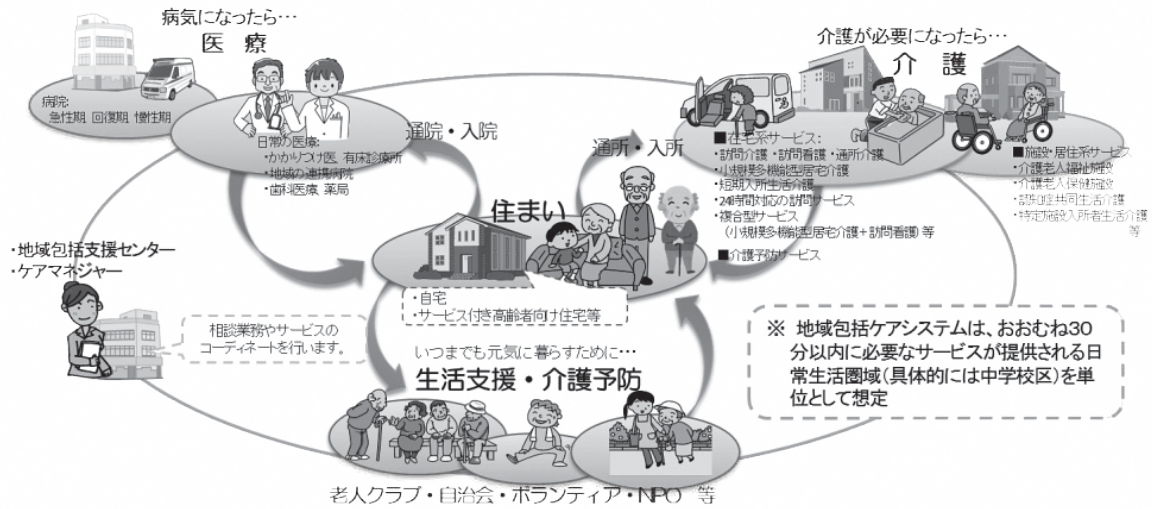 病気になったら…
医 療
病院:
急性期 回復期 慢性期
日常の医療:
・かかりつけ医 有床診療所
・地域の連携病院
・歯科医療 薬局
通院・入院
介護が必要になったら…
介 護
通所・入所
■在宅系サービス:
・訪問介護 ・訪問看護 ・通所介護
・小規模多機能型居宅介護
・短期入所生活介護
・24時間対応の訪問サービス
・複合型サービス
(小規模多機能型居宅介護+訪問看護) 等
■介護予防サービス
■施設・居住系サービス
・介護老人福祉施設
・介護老人保健施設
・認知症共同生活介護
・特定施設入所者生活介護
等
住まい
・自宅
・サービス付き高齢者向け住宅等
・地域包括支援センター
・ケアマネジャー
相談業務やサービスの
コーディネートを行います。
いつまでも元気に暮らすために…
生活支援・介護予防
老人クラブ・自治会・ボランティア・NPO 等
※ 地域包括ケアシステムは、おおむね30
分以内に必要なサービスが提供される日
常生活圏域(具体的には中学校区)を単
位として想定